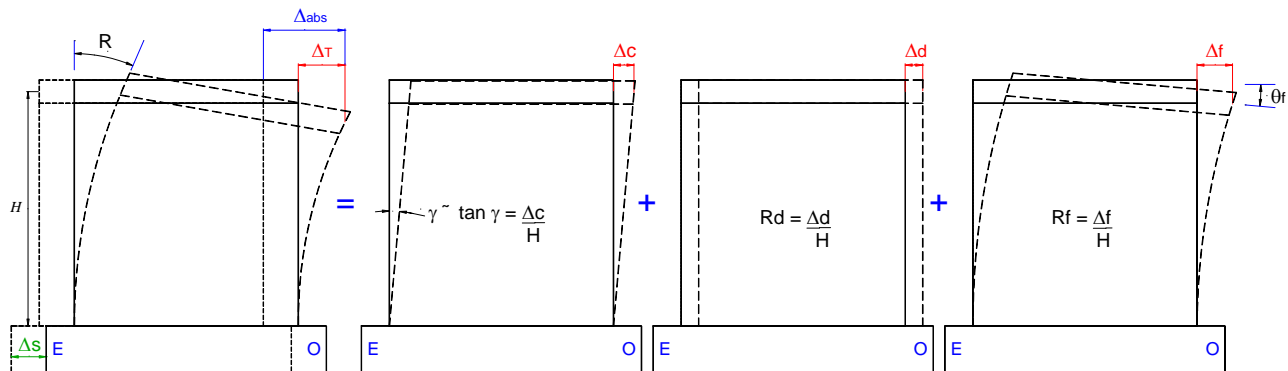 Δabs
R
ΔT
Δc
Δd
Δf
θf
H
=
γ ~ tan γ = Δc
H
+
Rd = Δd
H
+
Rf = Δf
H
Δs
E
O
E
O
E
O
E
O